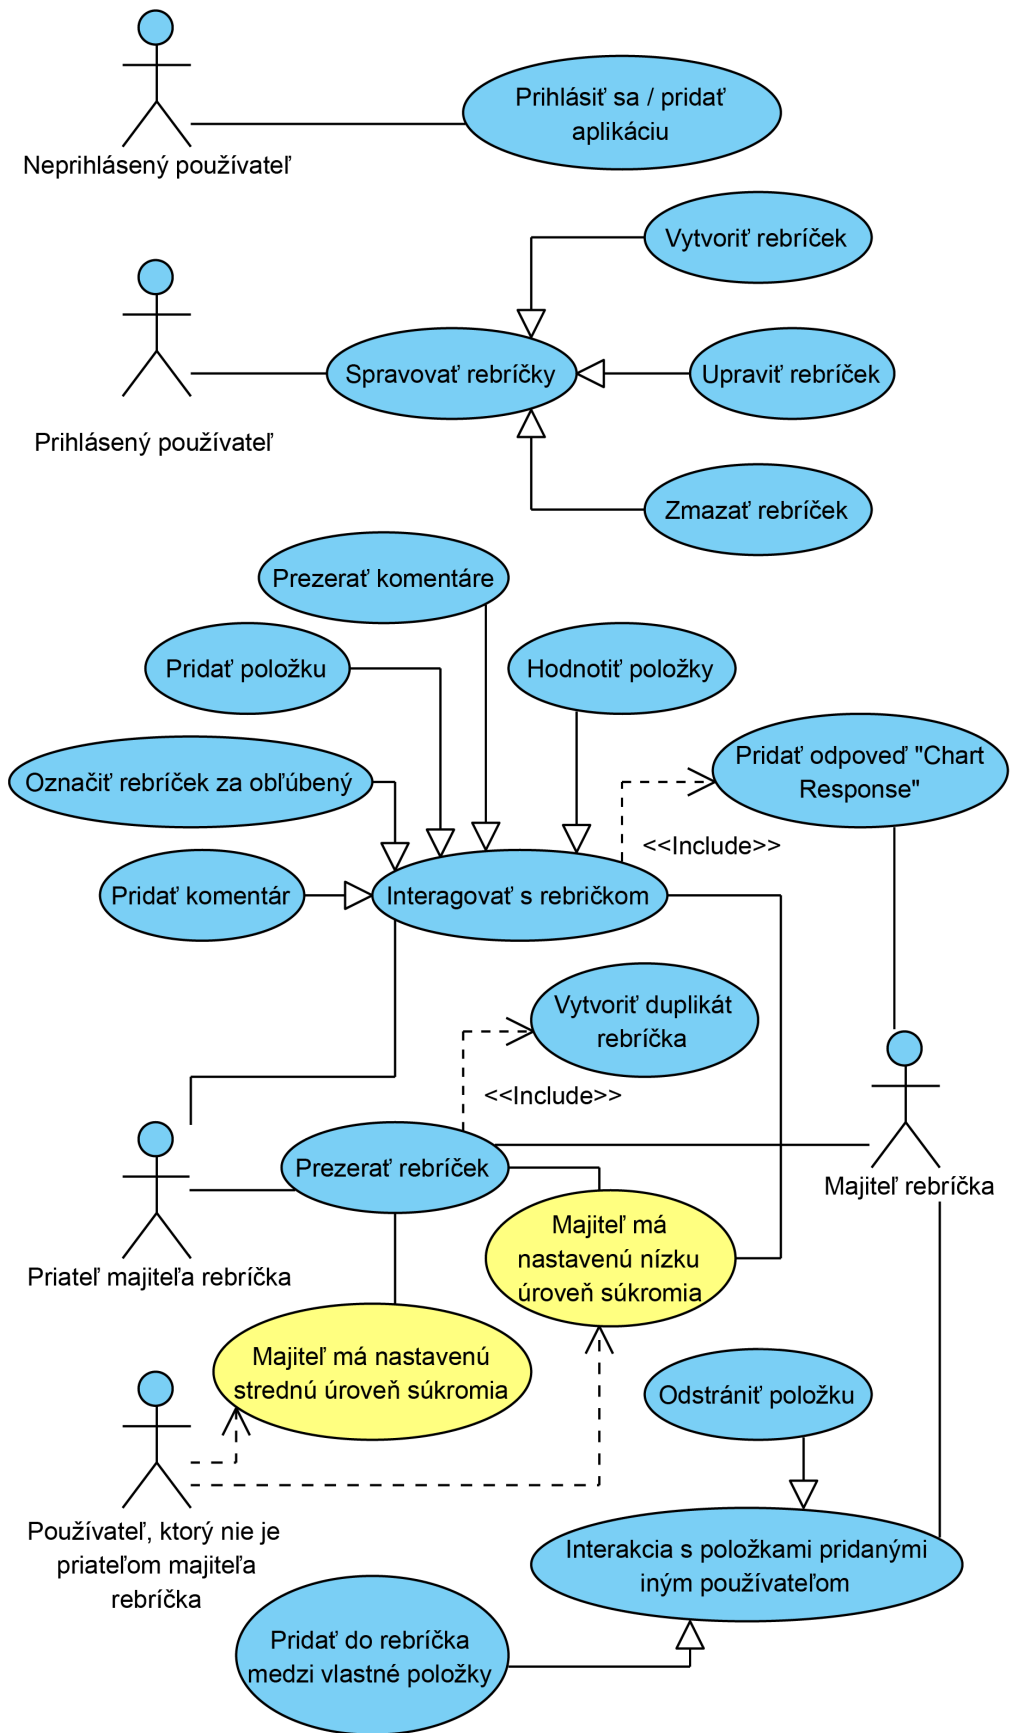 Prihlásiť sa / pridať
aplikáciu
Neprihlásený používateľ
Vytvoriť rebríček
Spravovať rebríčky
Upraviť rebríček
Prihlásený používateľ
Zmazať rebríček
Prezerať komentáre
Pridať položku
Hodnotiť položky
Označiť rebríček za obľúbený
Pridať odpoveď "Chart
Response"
<<Include>>
Pridať komentár
Interagovať s rebričkom
Vytvoriť duplikát
rebríčka
<<Include>>
Prezerať rebríček
Majiteľ rebríčka
Majiteľ má
nastavenú nízku
úroveň súkromia
Priateľ majiteľa rebríčka
Majiteľ má nastavenú
strednú úroveň súkromia
Odstrániť položku
Používateľ, ktorý nie je
priateľom majiteľa
rebríčka
Interakcia s položkami pridanými
iným používateľom
Pridať do rebríčka
medzi vlastné položky